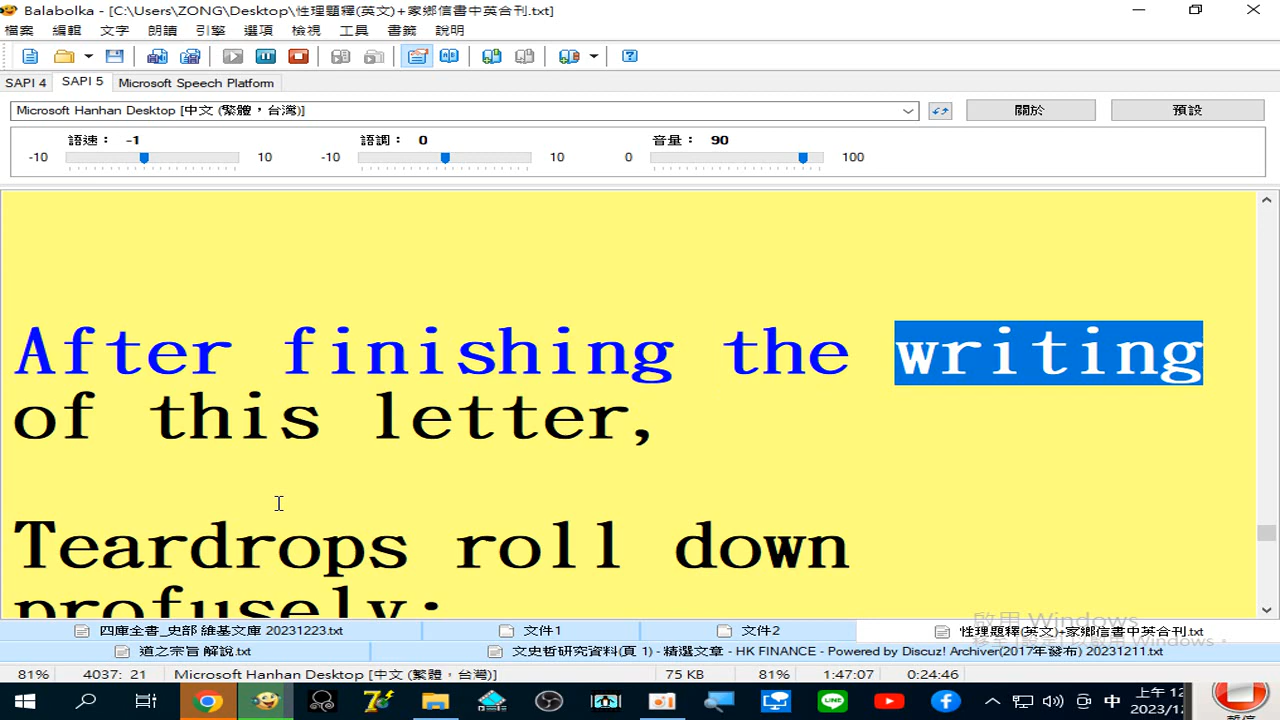 Balabolka - [C:\Users\ZONG\Desktop\性理題釋(英文)+家鄉信書中英合刊.txt]
檔案 編輯 文字 朗讀 引擎 選項 檢視 工具 書籤 說明
SAPI 4 SAPI 5 Microsoft Speech Platform
Microsoft Hanhan Desktop [中文 (繁體，台灣)] 關於 預設
語速： -1 語調： 0 音量： 90
-10 10 -10 10 0 100
After finishing the writing
of this letter,
Teardrops roll down
profusely;
啟用 Windows
四庫全書_史部 維基文庫 20231223.txt 文件1 文件2 性理題釋(英文)+家鄉信書中英合刊.txt
道之宗旨 解說.txt 文史哲研究資料(頁 1) - 精選文章 - HK FINANCE - Powered by Discuz! Archiver(2017年發布) 20231211.txt
81% 4037: 21 Microsoft Hanhan Desktop [中文 (繁體，台灣)] 75 KB 81% 1:47:07 0:24:46
中 上午 12
2023/12